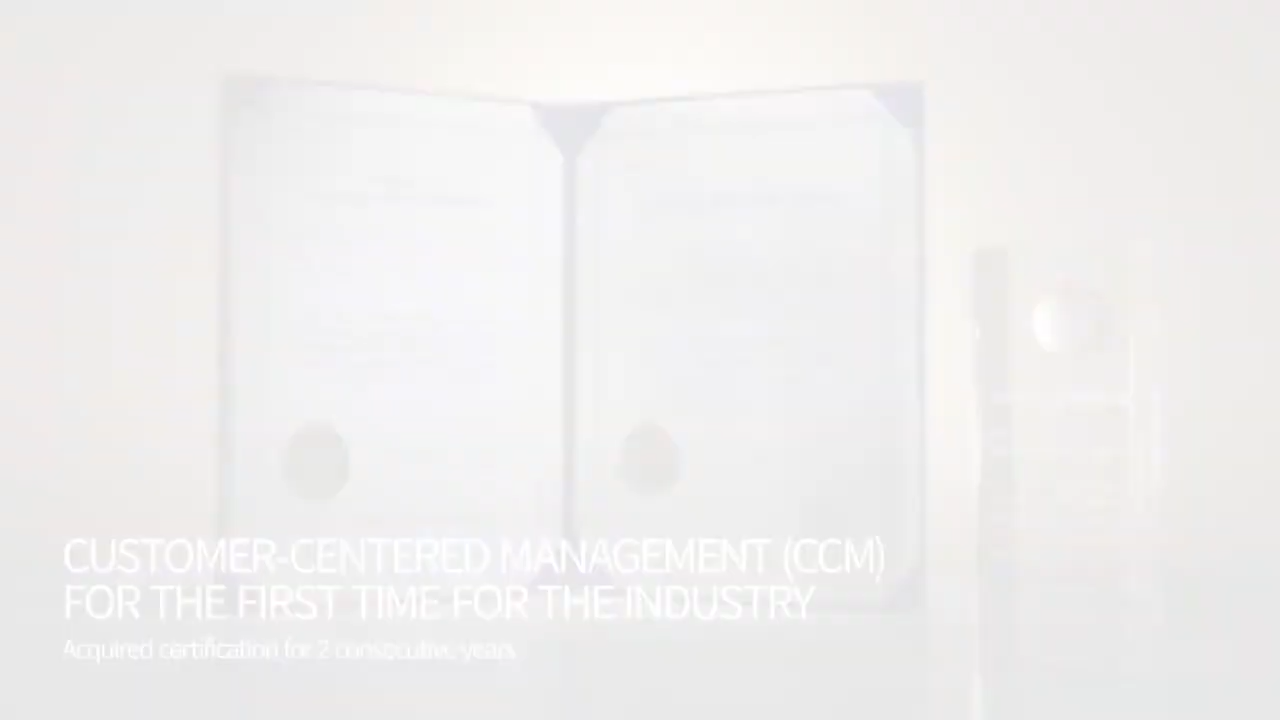 CUSTOMER-CENTERED MANAGEMENT (CCM)
FOR THE FIRST TIME FOR THE INDUSTRY
Acquired certification for 2 consecutive years